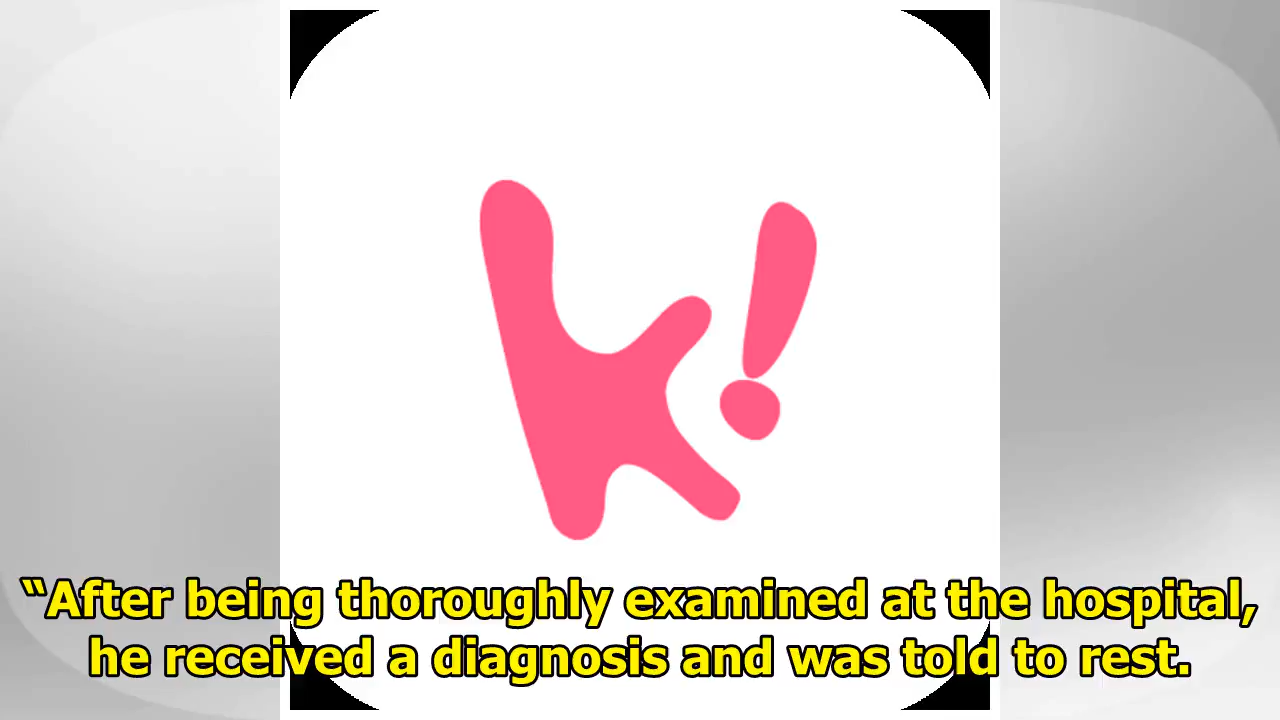 k!
“After being thoroughly examined at the hospital,
he received a diagnosis and was told to rest.